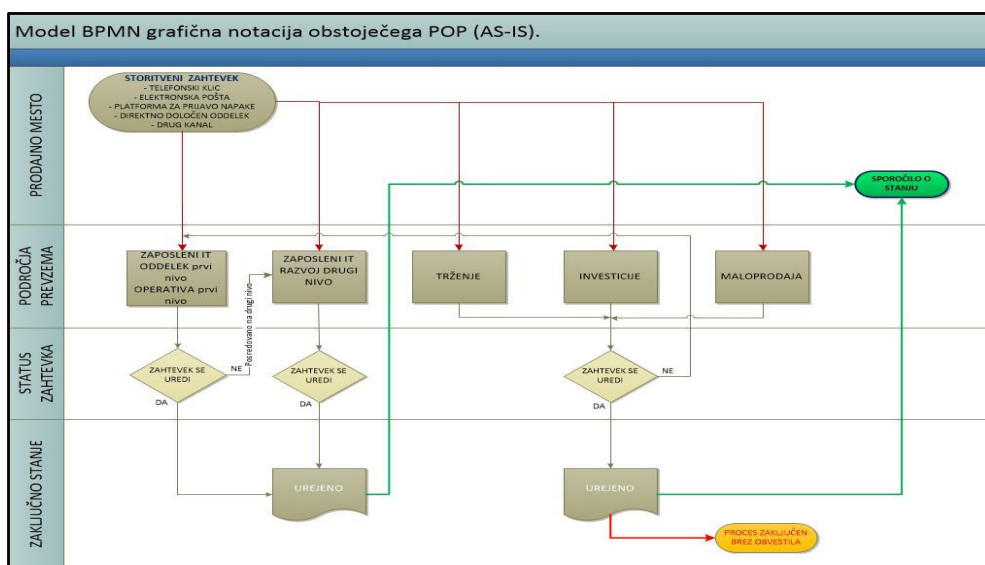 Model BPMN grafična notacija obstoječega POP (AS-IS).
PRODAJNO MESTO
STORITVENI ZAHTEVEK
- TELEFONSKI KLIC
- ELEKTRONSKA POŠTA
- PLATFORMA ZA PRIJAVO NAPAKE
- DIREKTNO DOLOČEN ODDELEK
- DRUG KANAL
SPOROČILO O
STANJU
PODROČJA
PREVZEMA
ZAPOSLENI IT
ODDELEK prvi
nivo
OPERATIVA prvi
nivo
Posredovano na drugi nivo
ZAPOSLENI IT
RAZVOJ DRUGI
NIVO
TRŽENJE
INVESTICIJE
MALOPRODAJA
STATUS
ZAHTEVKA
ZAHTEVEK SE
UREDI
NE
DA
ZAHTEVEK SE
UREDI
DA
ZAHTEVEK SE
UREDI
NE
DA
ZAKLJUČNO STANJE
UREJENO
UREJENO
PROCES ZAKLJUČEN
BREZ OBVESTILA